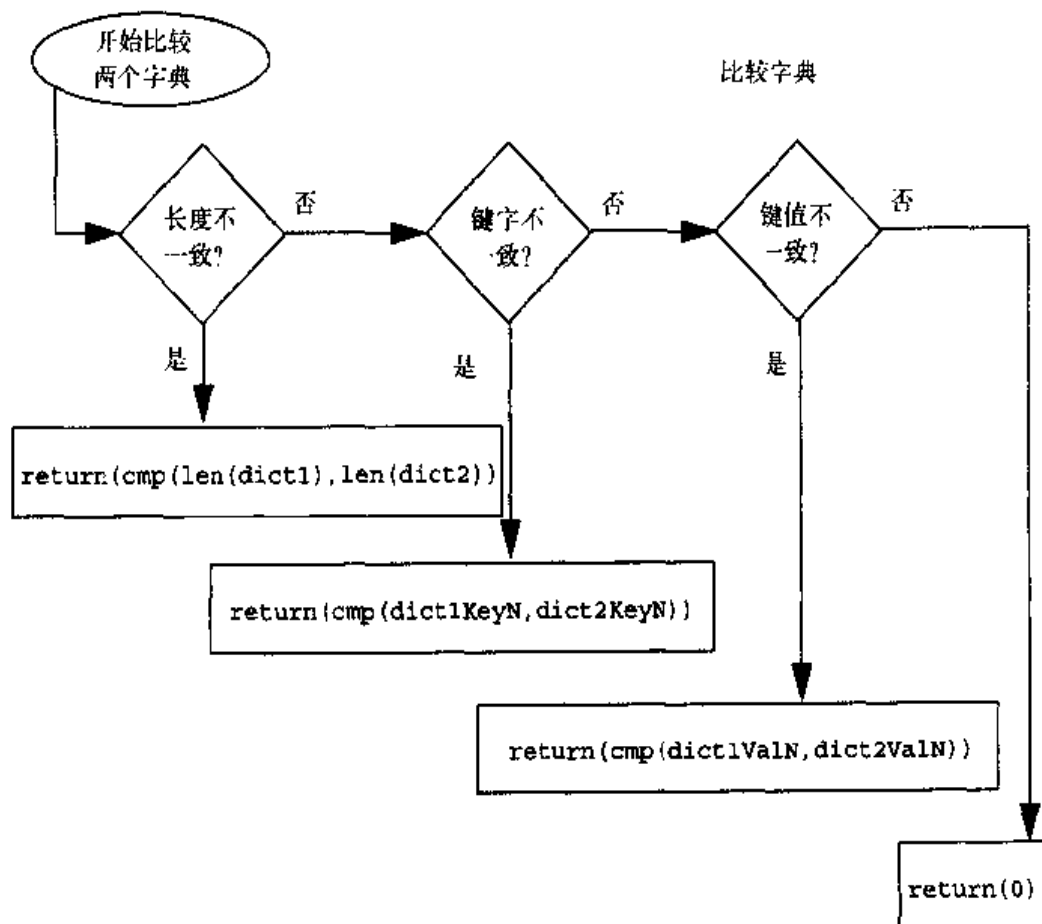 开始比较
两个字典
比较字典
长度不
一致?
否
键字不
一致?
否
键值不
一致?
否
是
是
是
return(cmp(len(dict1),len(dict2))
return(cmp(dict1KeyN,dict2KeyN))
return(cmp(dict1ValN,dict2ValN))
return(0)